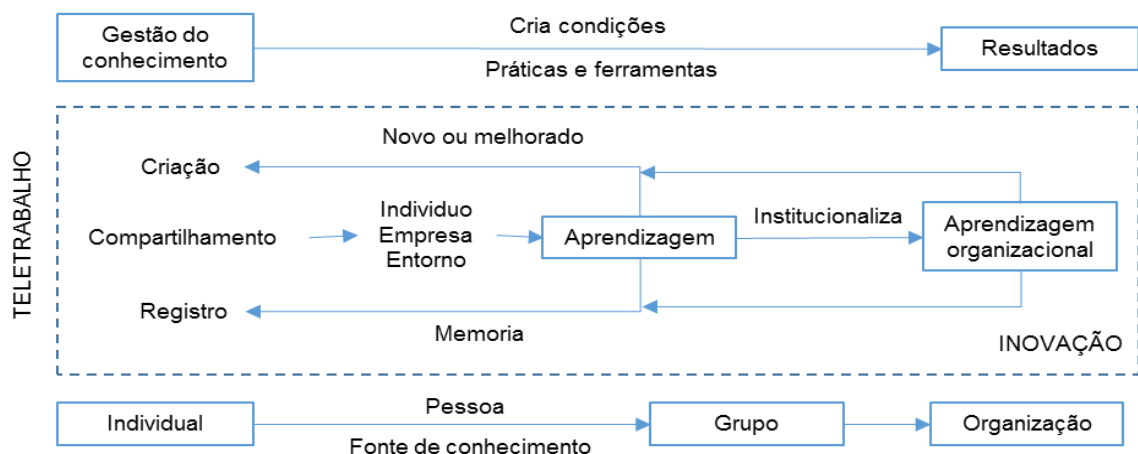 Gestão do
conhecimento
Cria condições
Práticas e ferramentas
Resultados
TELETRABALHO
Novo ou melhorado
Criação
Compartilhamento
Individuo
Empresa
Entorno
Aprendizagem
Institucionaliza
Aprendizagem
organizacional
Registro
Memoria
INOVAÇÃO
Individual
Pessoa
Fonte de conhecimento
Grupo
Organização